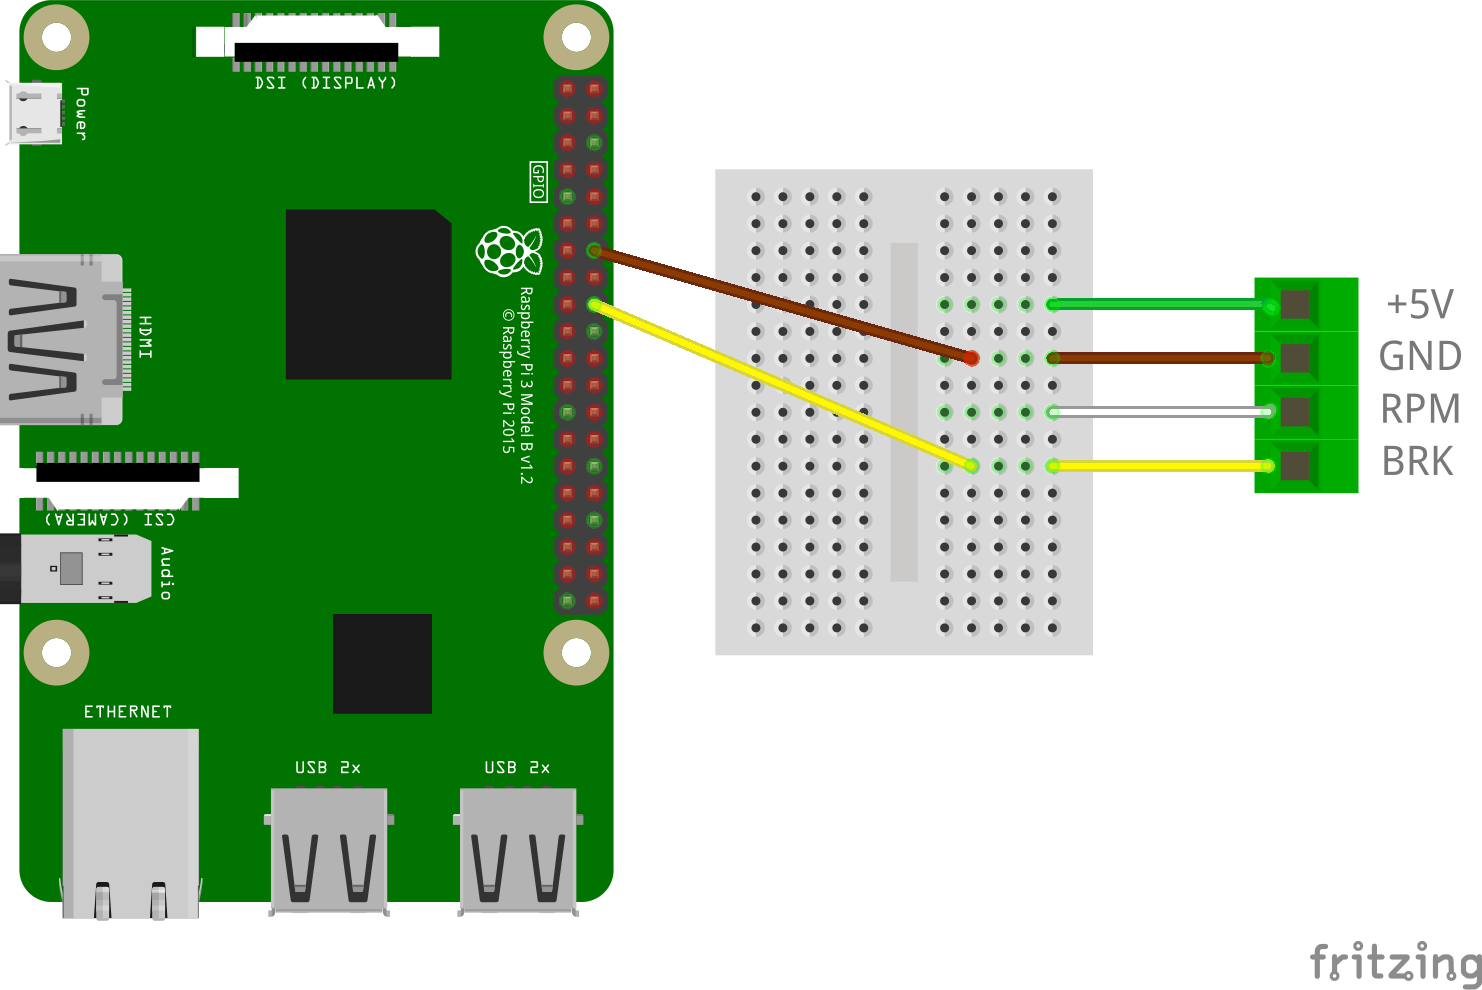 DSI (DISPLAY)
Power
GPIO
HDMI
Raspberry Pi 3 Model B v1.2
© Raspberry Pi 2015
+5V
GND
RPM
BRK
CSI (CAMERA)
Audio
ETHERNET
USB 2x
USB 2x
fritzing